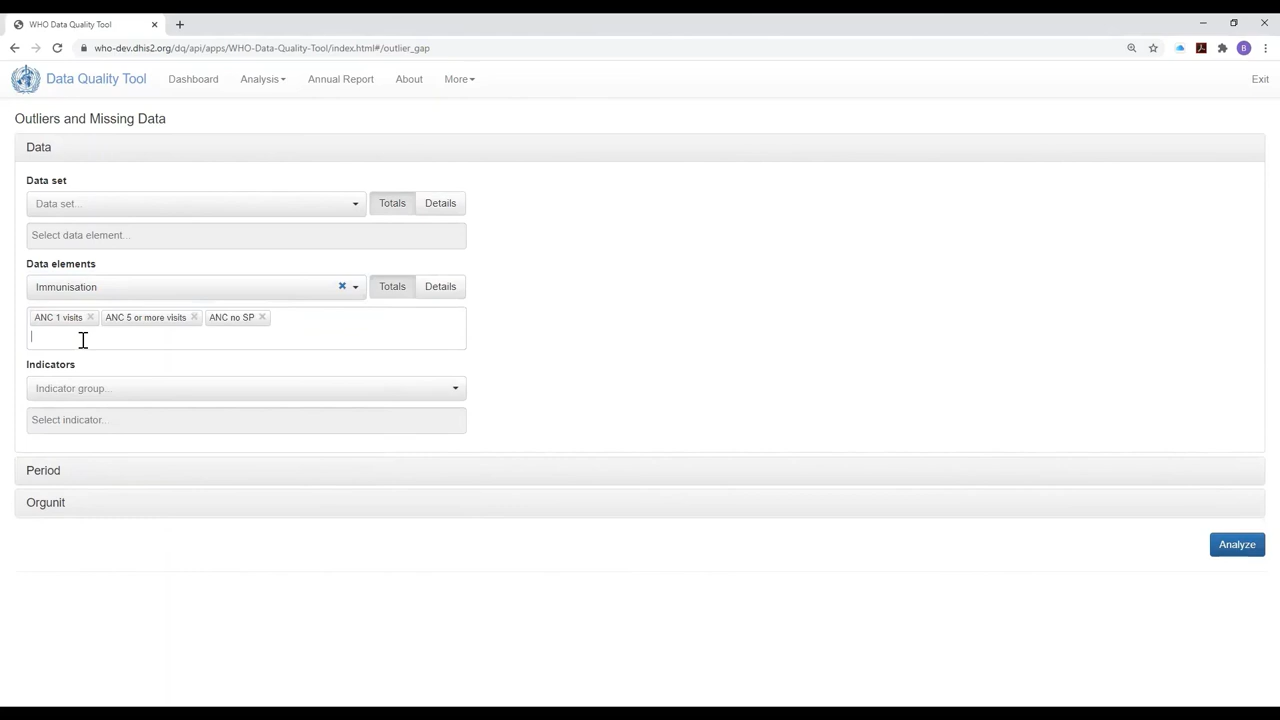 WHO Data Quality Tool
who-dev.dhis2.org/dq/api/apps/WHO-Data-Quality-Tool/index.html#/outlier_gap
B
Data Quality Tool Dashboard Analysis Annual Report About More Exit
Outliers and Missing Data
Data
Data set
Data set... Totals Details
Select data element...
Data elements
Immunisation Totals Details
ANC 1 visits ANC 5 or more visits ANC no SP
Indicators
Indicator group...
Select indicator...
Period
Orgunit
Analyze